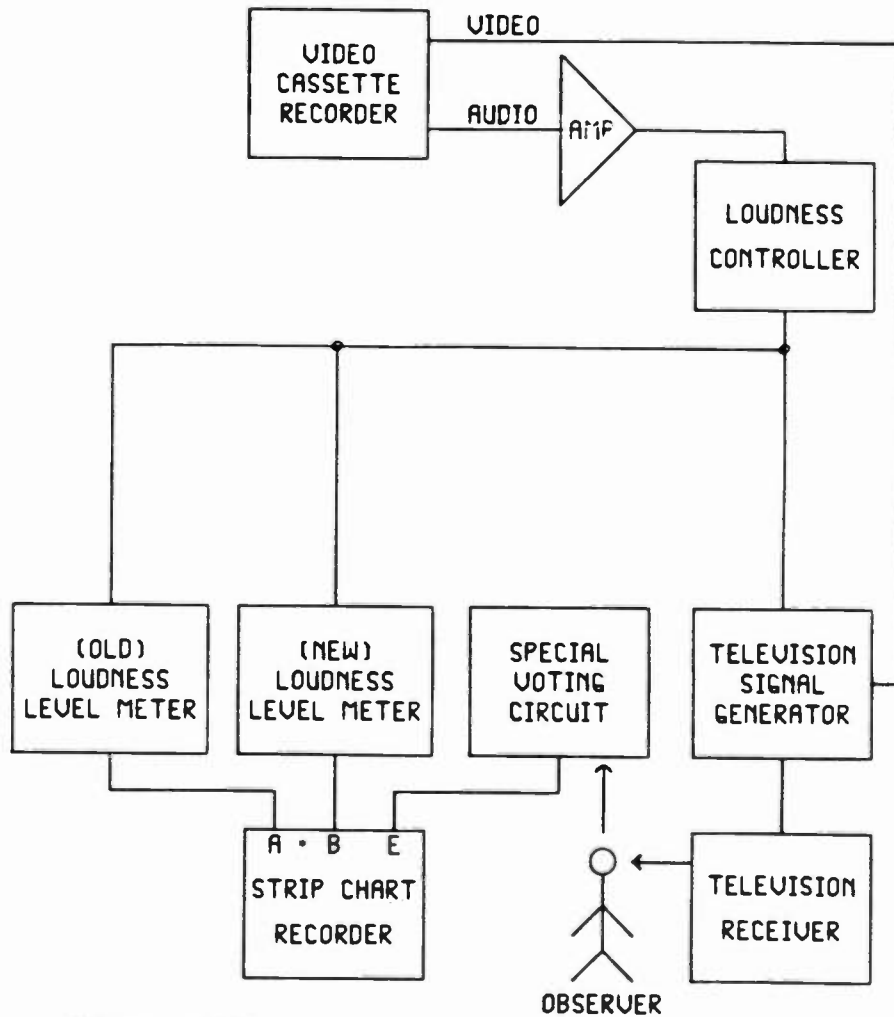 VIDEO
VIDEO
CASSETTE
RECORDER
AUDIO
AMP
LOUDNESS
CONTROLLER
(OLD)
LOUDNESS
LEVEL METER
(NEW)
LOUDNESS
LEVEL METER
SPECIAL
VOTING
CIRCUIT
TELEVISION
SIGNAL
GENERATOR
A • B E
STRIP CHART
RECORDER
TELEVISION
RECEIVER
OBSERVER